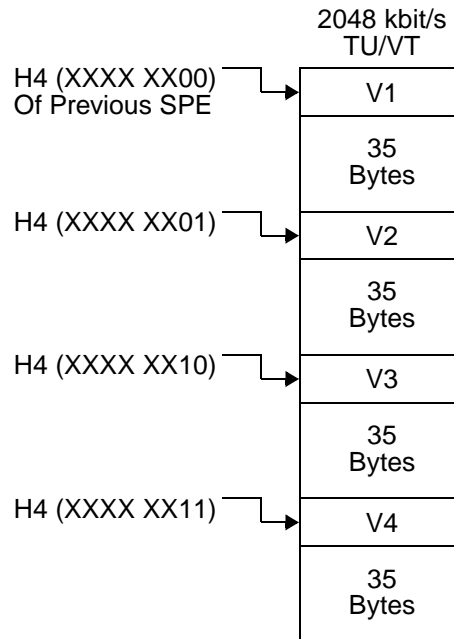 2048 kbit/s
TU/VT
H4 (XXXX XX00)
Of Previous SPE
V1
35
Bytes
H4 (XXXX XX01)
V2
35
Bytes
H4 (XXXX XX10)
V3
35
Bytes
H4 (XXXX XX11)
V4
35
Bytes